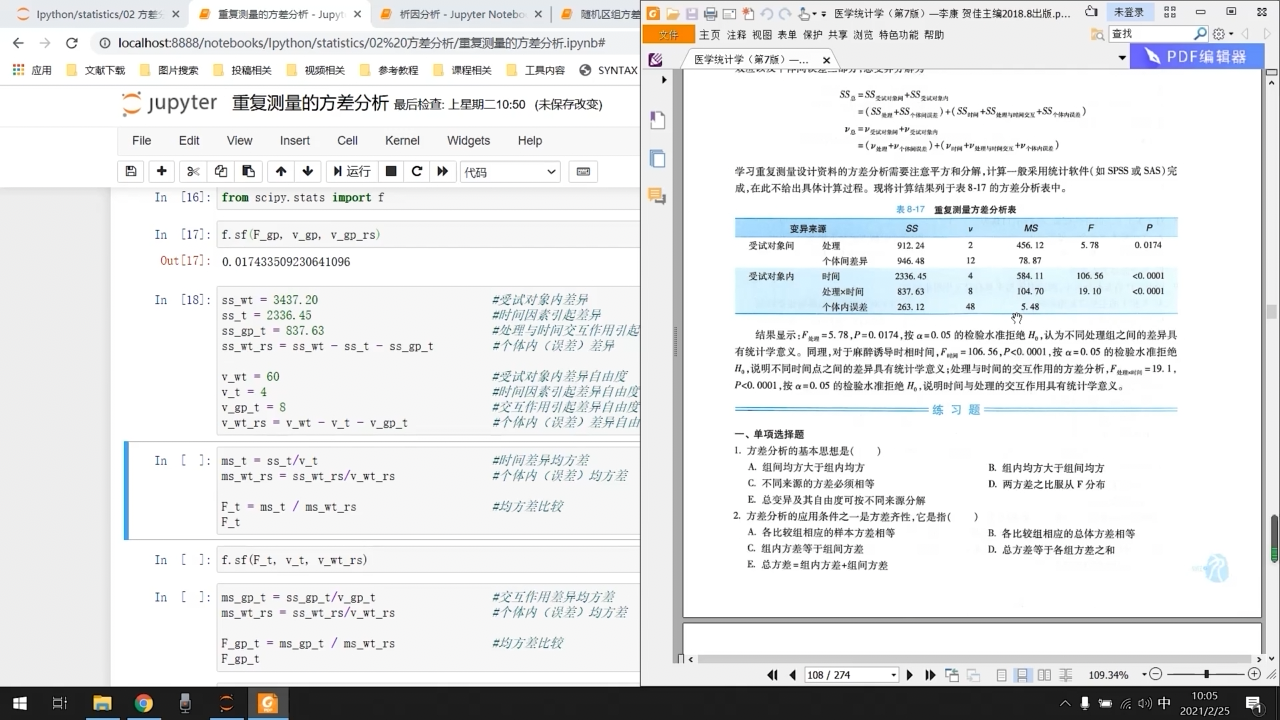 lpython/statistics/02 方差分
重复测量的方差分析 - Jupyter
析因分析 - Jupyter Notebook
随机区组方
localhost:8888/notebooks/lpython/statistics/02%20方差分析/重复测量的方差分析.ipynb#
应用 文献下载 图片搜索 投稿相关 视频相关 参考教程 课程相关 工具内容 SYNTAX
jupyter 重复测量的方差分析 最后检查: 上星期二10:50 (未保存改变)
File Edit View Insert Cell Kernel Widgets Help
运行 代码
In [16]: from scipy.stats import f
In [17]: f.sf(F_gp, v_gp, v_gp_rs)
Out[17]: 0.017433509230641096
In [18]: ss_wt = 3437.20 #受试对象内差异
ss_t = 2336.45 #时间因素引起差异
ss_gp_t = 837.63 #处理与时间交互作用引起
ss_wt_rs = ss_wt - ss_t - ss_gp_t #个体内（误差）差异
v_wt = 60 #受试对象内差异自由度
v_t = 4 #时间因素引起差异自由度
v_gp_t = 8 #交互作用引起差异自由度
v_wt_rs = v_wt - v_t - v_gp_t #个体内（误差）差异自由
In [ ]: ms_t = ss_t/v_t #时间差异均方差
ms_wt_rs = ss_wt_rs/v_wt_rs #个体内（误差）均方差
F_t = ms_t / ms_wt_rs #均方差比较
F_t
In [ ]: f.sf(F_t, v_t, v_wt_rs)
In [ ]: ms_gp_t = ss_gp_t/v_gp_t #交互作用差异均方差
ms_wt_rs = ss_wt_rs/v_wt_rs #个体内（误差）均方差
F_gp_t = ms_gp_t / ms_wt_rs #均方差比较
F_gp_t
医学统计学（第7版）—李康 贺佳主编2018.8出版.p...
未登录
文件 主页 注释 视图 表单 保护 共享 浏览 特色功能 帮助
查找
医学统计学（第7版）—...
PDF编辑器
SS总=SS受试对象间+SS受试对象内
=(SS处理+SS个体间误差)+(SS时间+SS处理与时间交互+SS个体内误差)
ν总=ν受试对象间+ν受试对象内
=(ν处理+ν个体间误差)+(ν时间+ν处理与时间交互+ν个体内误差)
学习重复测量设计资料的方差分析需要注意平方和分解,计算一般采用统计软件(如 SPSS 或 SAS)完
成,在此不给出具体计算过程。现将计算结果列于表 8-17 的方差分析表中。
表 8-17 重复测量方差分析表
变异来源 SS ν MS F P
受试对象间 处理 912.24 2 456.12 5.78 0.0174
个体间差异 946.48 12 78.87
受试对象内 时间 2336.45 4 584.11 106.56 <0.0001
处理×时间 837.63 8 104.70 19.10 <0.0001
个体内误差 263.12 48 5.48
结果显示:F处理=5.78,P=0.0174,按 α=0.05 的检验水准拒绝 H0,认为不同处理组之间的差异具
有统计学意义。同理,对于麻醉诱导时相时间,F时间=106.56,P<0.0001,按 α=0.05 的检验水准拒绝
H0,说明不同时间点之间的差异具有统计学意义;处理与时间的交互作用的方差分析,F处理×时间=19.1,
P<0.0001,按 α=0.05 的检验水准拒绝 H0,说明时间与处理的交互作用具有统计学意义。
练 习 题
一、单项选择题
1. 方差分析的基本思想是( )
A. 组间均方大于组内均方 B. 组内均方大于组间均方
C. 不同来源的方差必须相等 D. 两方差之比服从 F 分布
E. 总变异及其自由度可按不同来源分解
2. 方差分析的应用条件之一是方差齐性,它是指( )
A. 各比较组相应的样本方差相等 B. 各比较组相应的总体方差相等
C. 组内方差等于组间方差 D. 总方差等于各组方差之和
E. 总方差=组内方差+组间方差
108 / 274
109.34%
中
10:05
2021/2/25